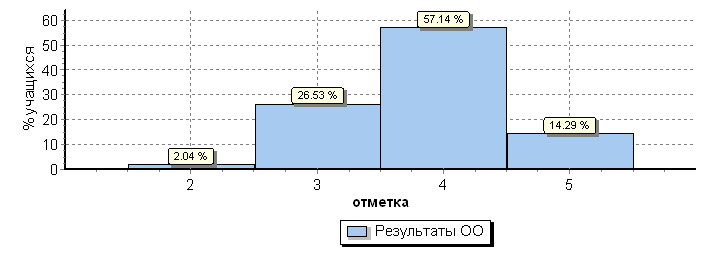 % учащихся
60
50
40
30
20
10
0
2.04 %
26.53 %
57.14 %
14.29 %
2 3 4 5
отметка
Результаты ОО